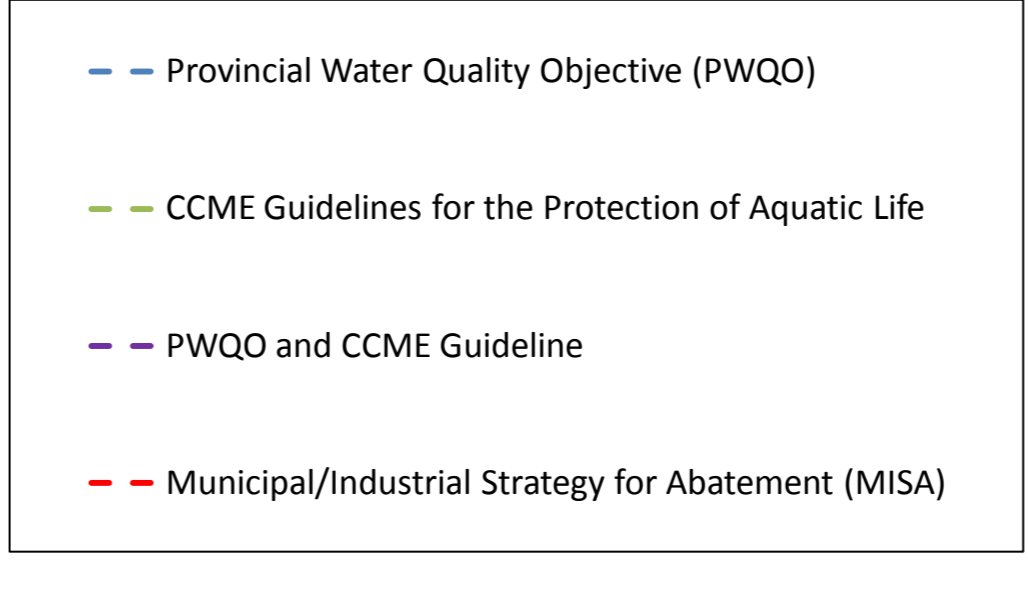 Provincial Water Quality Objective (PWQO)
CCME Guidelines for the Protection of Aquatic Life
PWQO and CCME Guideline
Municipal/Industrial Strategy for Abatement (MISA)